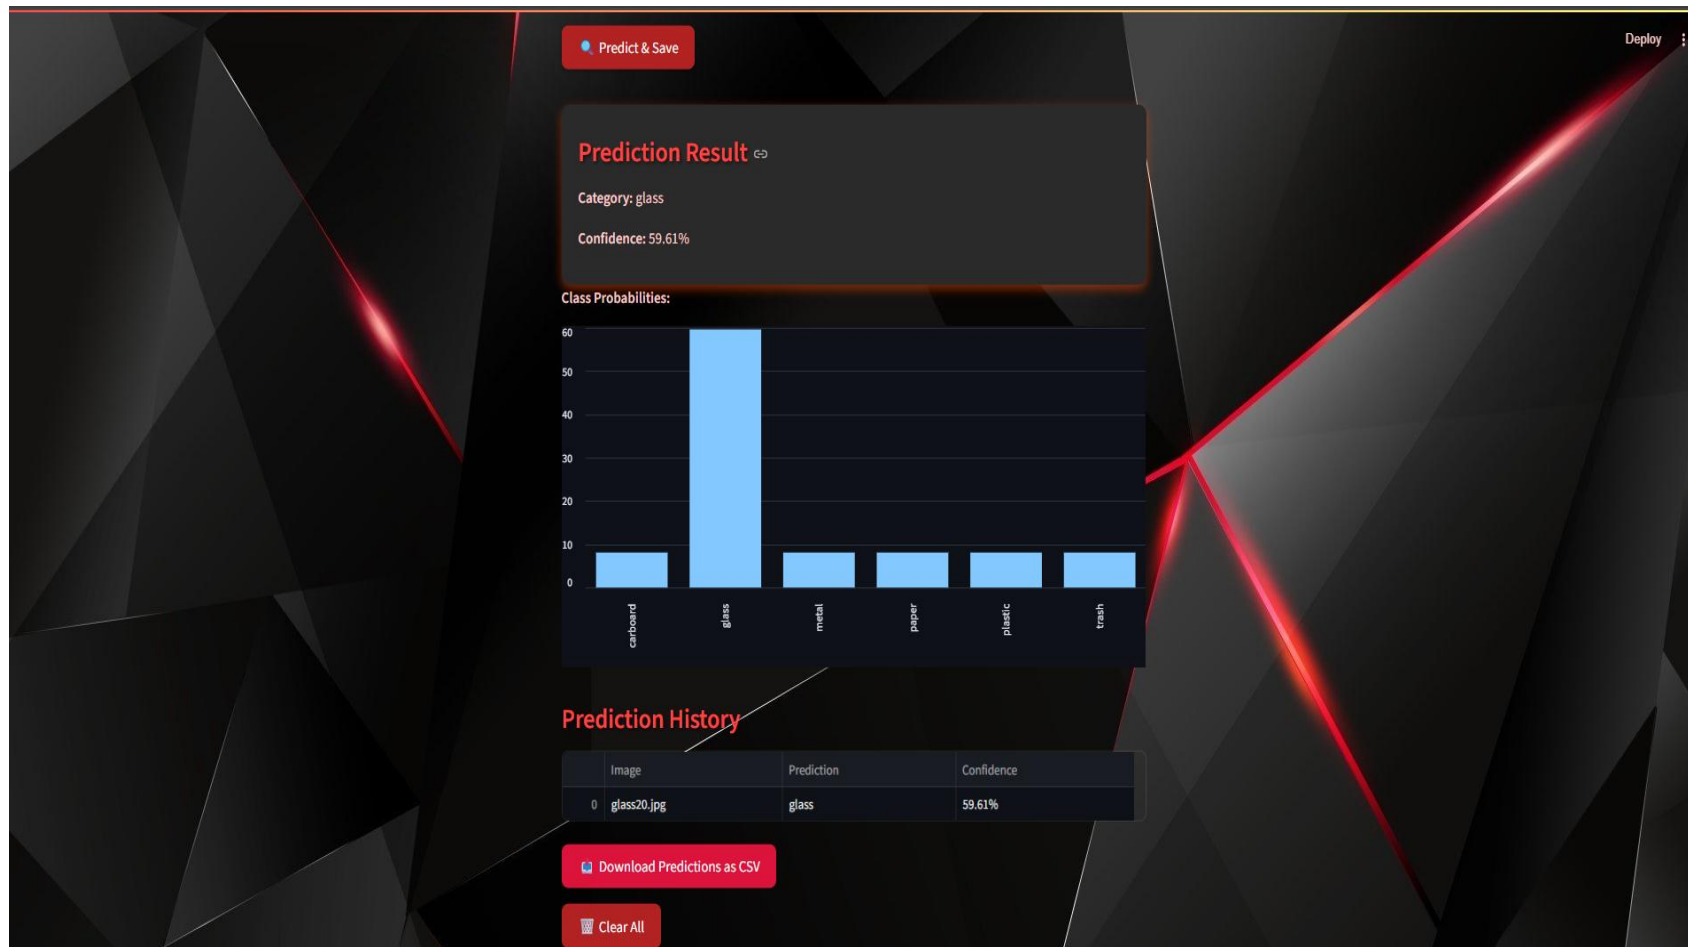 Predict & Save
Deploy
Prediction Result
Category: glass
Confidence: 59.61%
Class Probabilities:
60
50
40
30
20
10
0
carboard
glass
metal
paper
plastic
trash
Prediction History
Image Prediction Confidence
0 glass20.jpg glass 59.61%
Download Predictions as CSV
Clear All